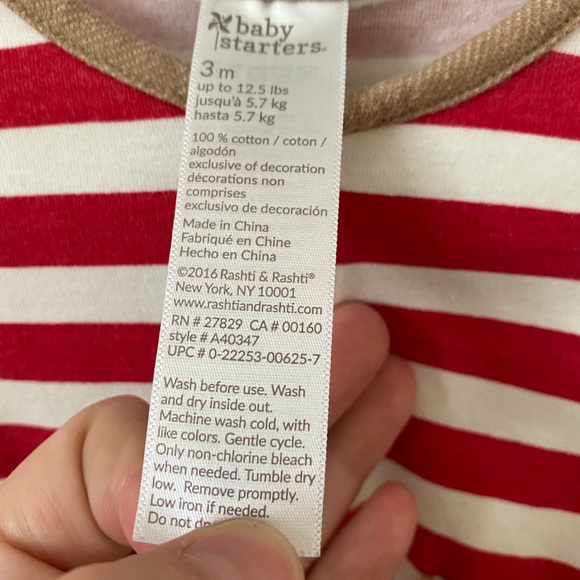 baby
starters®
3 m
up to 12.5 lbs
jusqu'à 5.7 kg
hasta 5.7 kg
100 % cotton / coton /
algodón
exclusive of decoration
décorations non
comprises
exclusivo de decoración
Made in China
Fabriqué en Chine
Hecho en China
©2016 Rashti & Rashti®
New York, NY 10001
www.rashtiandrashti.com
RN # 27829 CA # 00160
style # A40347
UPC # 0-22253-00625-7
Wash before use. Wash
and dry inside out.
Machine wash cold, with
like colors. Gentle cycle.
Only non-chlorine bleach
when needed. Tumble dry
low. Remove promptly.
Low iron if needed.
Do not